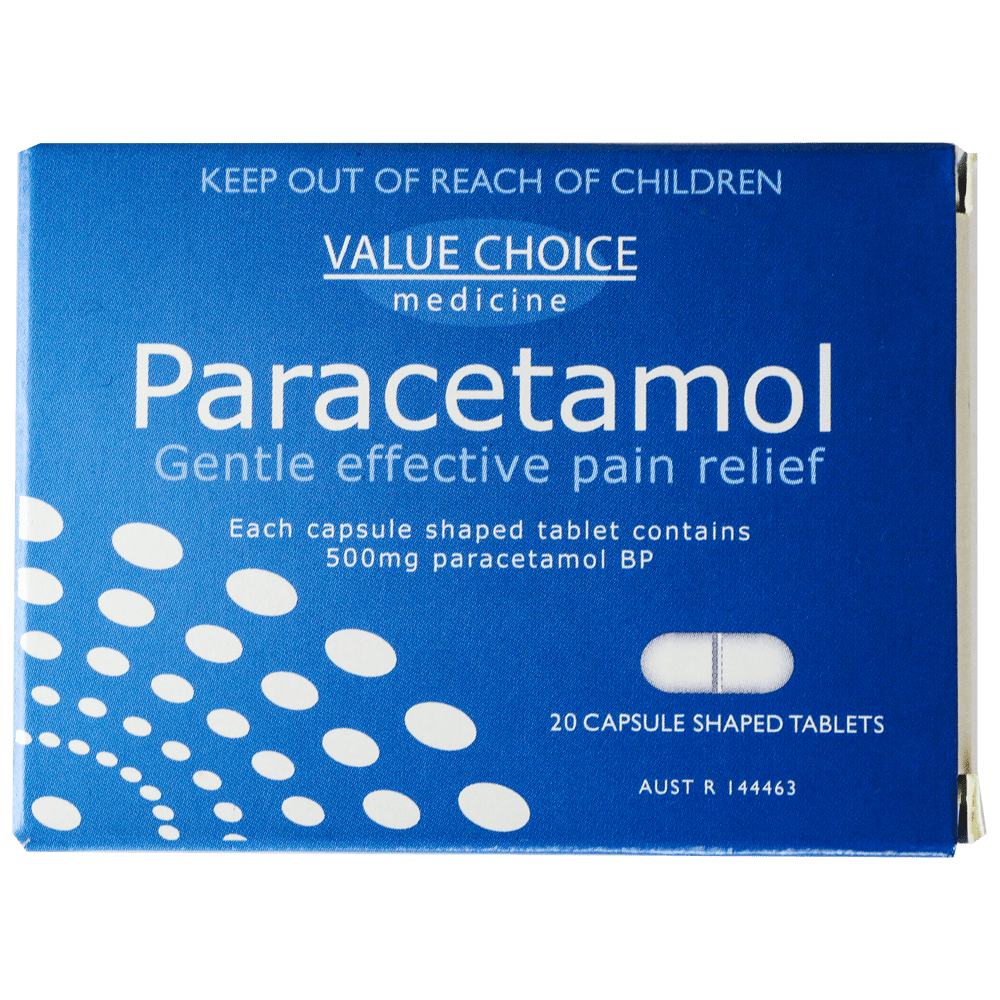 KEEP OUT OF REACH OF CHILDREN
VALUE CHOICE
medicine
Paracetamol
Gentle effective pain relief
Each capsule shaped tablet contains
500mg paracetamol BP
20 CAPSULE SHAPED TABLETS
AUST R 144463